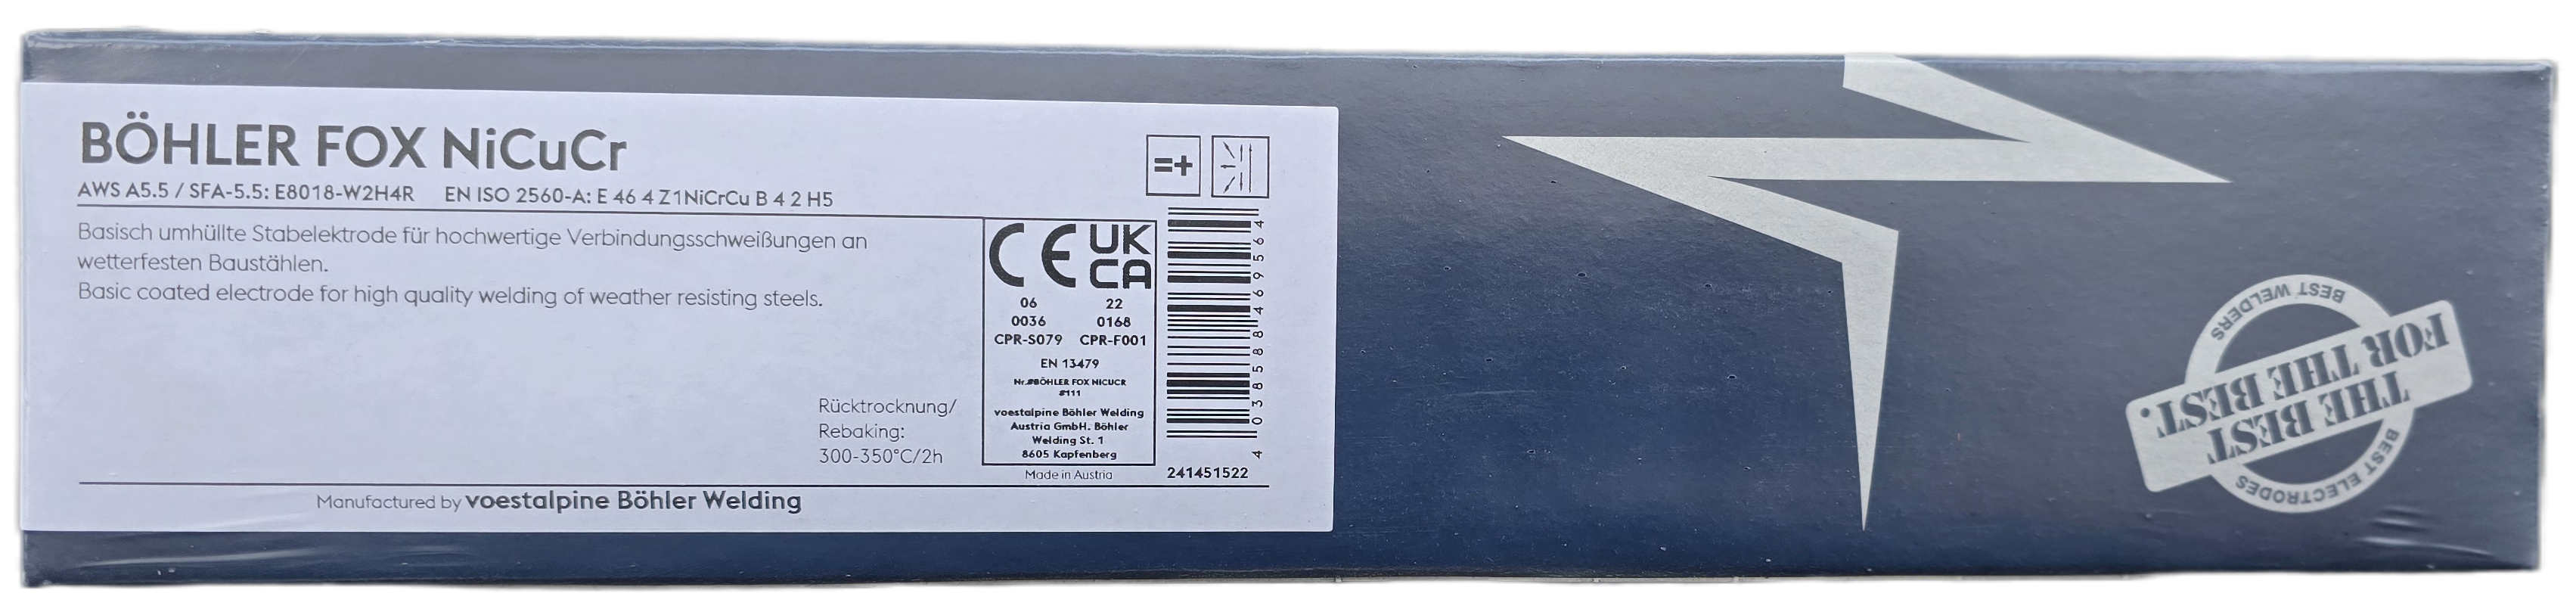 BÖHLER FOX NiCuCr
AWS A5.5 / SFA-5.5: E8018-W2H4R EN ISO 2560-A: E 46 4 Z1NiCrCu B 4 2 H5
Basisch umhüllte Stabelektrode für hochwertige Verbindungsschweißungen an
wetterfesten Baustählen.
Basic coated electrode for high quality welding of weather resisting steels.
Rücktrocknung/
Rebaking:
300-350°C/2h
=+
CE UK
CA
06 22
0036 0168
CPR-S079 CPR-F001
EN 13479
Nr.#BÖHLER FOX NICUCR
#111
voestalpine Böhler Welding
Austria GmbH. Böhler
Welding St. 1
8605 Kapfenberg
Made in Austria
4 038588 469564
241451522
Manufactured by voestalpine Böhler Welding
BEST ELECTRODES
THE BEST
FOR THE BEST.
BEST WELDERS